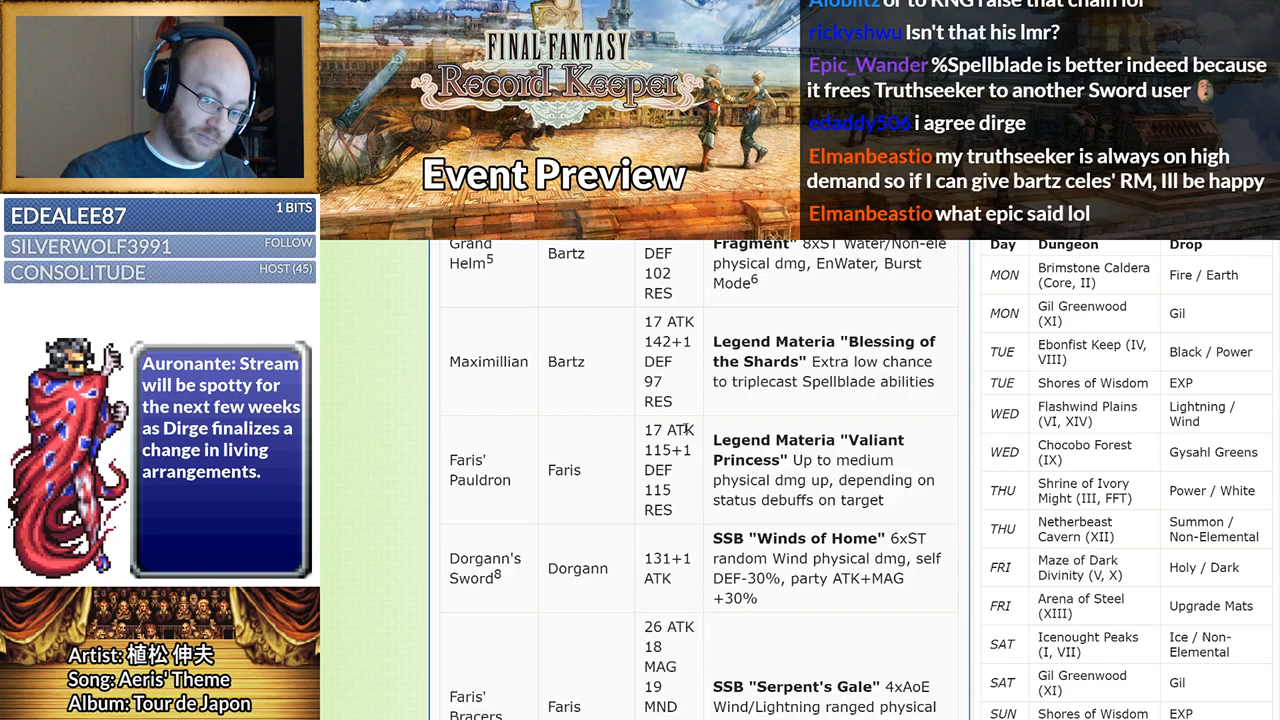 FINAL FANTASY
Record Keeper
Event Preview
Aloblitz or to RNG raise that chain lol
rickyshwu Isn't that his lmr?
Epic_Wander %Spellblade is better indeed because
it frees Truthseeker to another Sword user
edaddy506 i agree dirge
Elmanbeastio my truthseeker is always on high
demand so if I can give bartz celes' RM, Ill be happy
Elmanbeastio what epic said lol
EDEALEE87 1 BITS
SILVERWOLF3991 FOLLOW
CONSOLITUDE HOST (45)
Auronante: Stream
will be spotty for
the next few weeks
as Dirge finalizes a
change in living
arrangements.
Artist: 植松 伸夫
Song: Aeris' Theme
Album: Tour de Japon
Grand
Helm5
Bartz
DEF
102
RES
Fragment" 8xST Water/Non-ele
physical dmg, EnWater, Burst
Mode6
Maximillian
Bartz
17 ATK
142+1
DEF
97
RES
Legend Materia "Blessing of
the Shards" Extra low chance
to triplecast Spellblade abilities
Faris'
Pauldron
Faris
17 ATK
115+1
DEF
115
RES
Legend Materia "Valiant
Princess" Up to medium
physical dmg up, depending on
status debuffs on target
Dorgann's
Sword8
Dorgann
131+1
ATK
SSB "Winds of Home" 6xST
random Wind physical dmg, self
DEF-30%, party ATK+MAG
+30%
Faris'
Bracers
Faris
26 ATK
18
MAG
19
MND
SSB "Serpent's Gale" 4xAoE
Wind/Lightning ranged physical
Day Dungeon Drop
MON Brimstone Caldera
(Core, II)
Fire / Earth
MON Gil Greenwood
(XI)
Gil
TUE Ebonfist Keep (IV,
VIII)
Black / Power
TUE Shores of Wisdom EXP
WED Flashwind Plains
(VI, XIV)
Lightning /
Wind
WED Chocobo Forest
(IX)
Gysahl Greens
THU Shrine of Ivory
Might (III, FFT)
Power / White
THU Netherbeast
Cavern (XII)
Summon /
Non-Elemental
FRI Maze of Dark
Divinity (V, X)
Holy / Dark
FRI Arena of Steel
(XIII)
Upgrade Mats
SAT Icenought Peaks
(I, VII)
Ice / Non-
Elemental
SAT Gil Greenwood
(XI)
Gil
SUN Shores of Wisdom EXP